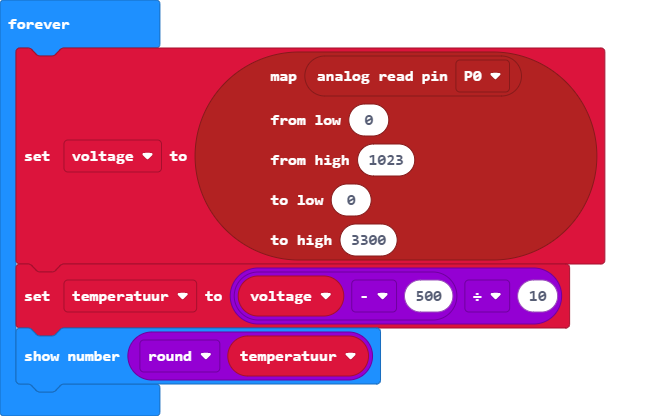 forever
map analog read pin P0
from low 0
from high 1023
set voltage to
to low 0
to high 3300
set temperatuur to voltage - 500 ÷ 10
show number round temperatuur